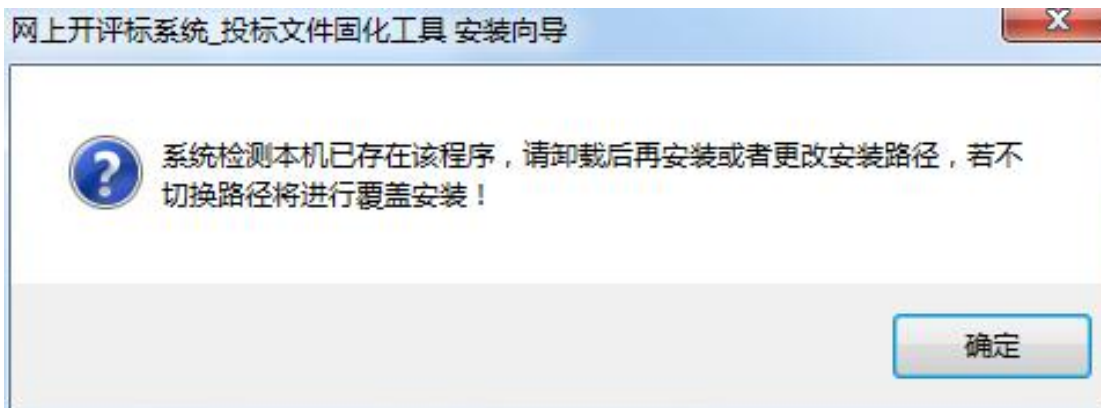 网上开评标系统_投标文件固化工具 安装向导
系统检测本机已存在该程序，请卸载后再安装或者更改安装路径，若不
切换路径将进行覆盖安装！
确定